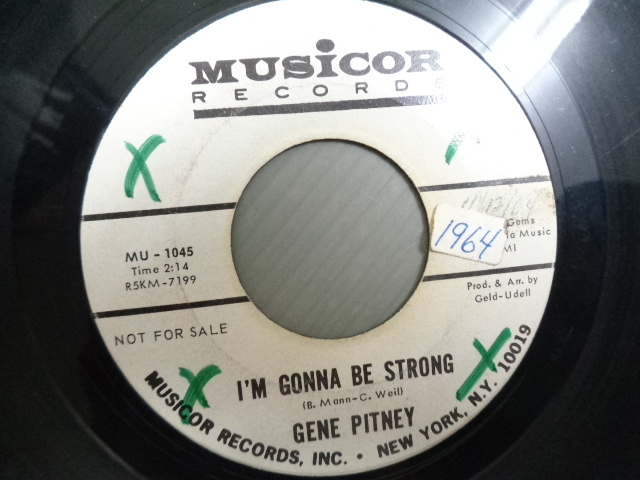 MUSICOR
RECORDS
MU - 1045
Time 2:14
R5KM-7199
1964
Gems
Music
MI
Prod. & Arr. by
Geld-Udell
NOT FOR SALE
I'M GONNA BE STRONG
(B. Mann-C. Weil)
GENE PITNEY
MUSICOR RECORDS, INC. • NEW YORK, N.Y. 10019